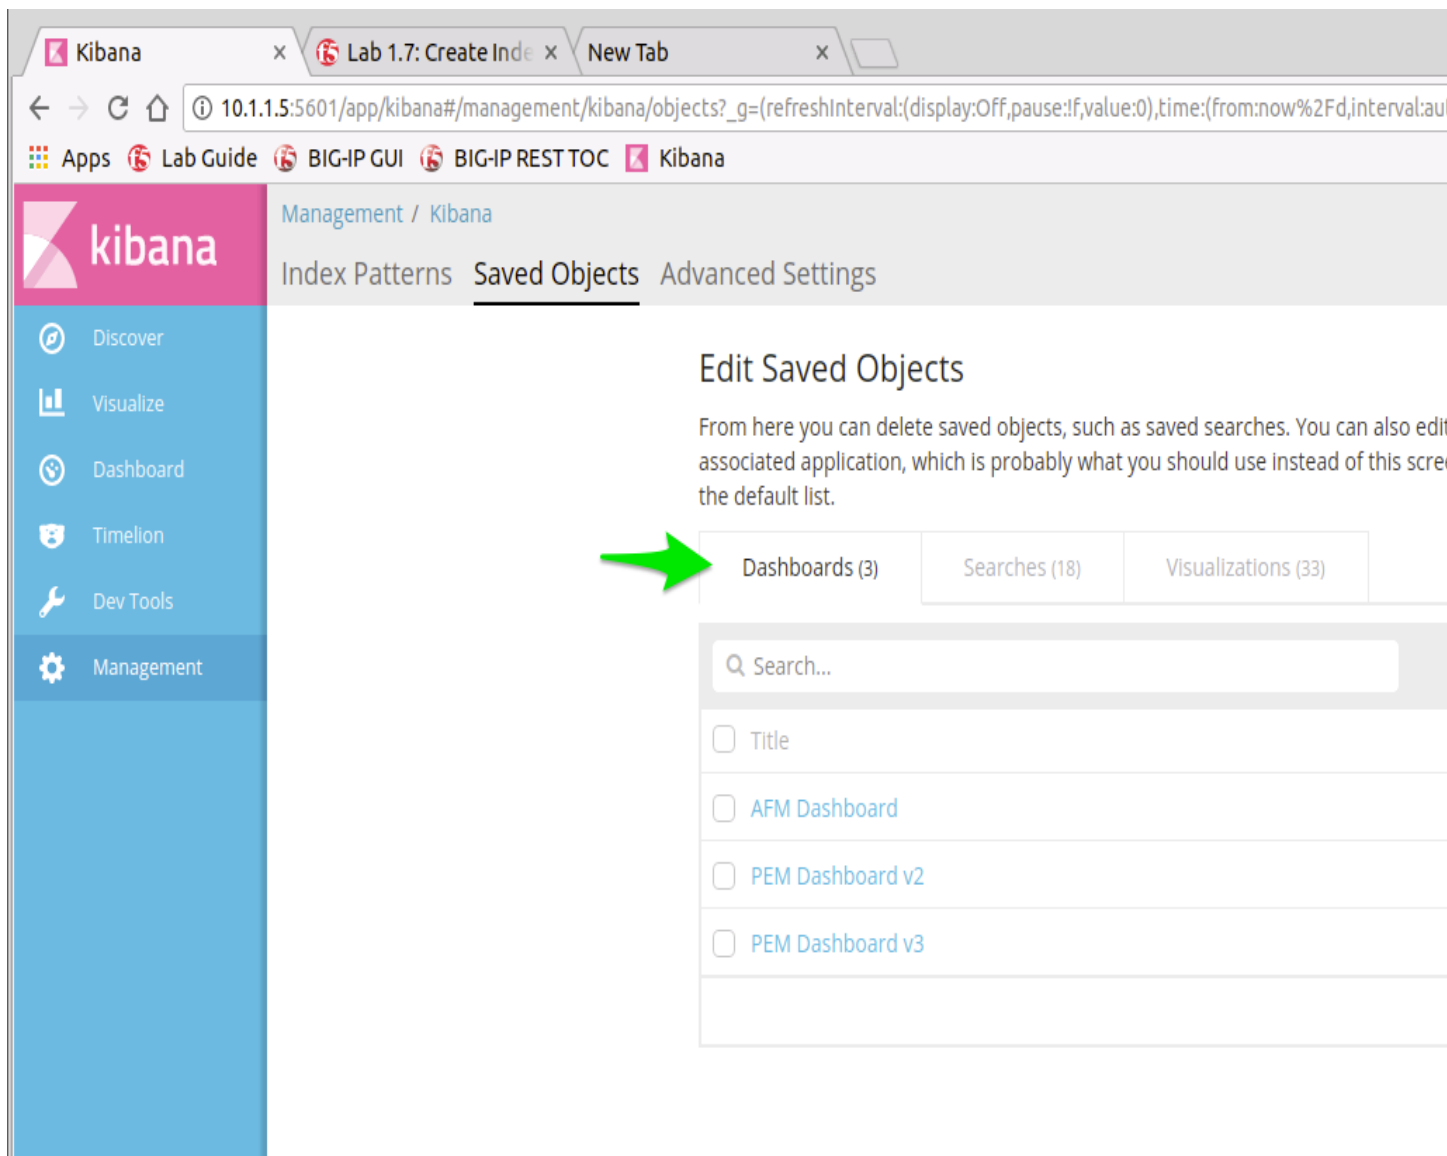 Kibana
Lab 1.7: Create Inde
New Tab
10.1.1.5:5601/app/kibana#/management/kibana/objects?_g=(refreshInterval:(display:Off,pause:!f,value:0),time:(from:now%2Fd,interval:au
Apps Lab Guide BIG-IP GUI BIG-IP REST TOC Kibana
kibana
Management / Kibana
Index Patterns Saved Objects Advanced Settings
Discover
Visualize
Dashboard
Timelion
Dev Tools
Management
Edit Saved Objects
From here you can delete saved objects, such as saved searches. You can also edit
associated application, which is probably what you should use instead of this scre
the default list.
Dashboards (3) Searches (18) Visualizations (33)
Search...
Title
AFM Dashboard
PEM Dashboard v2
PEM Dashboard v3